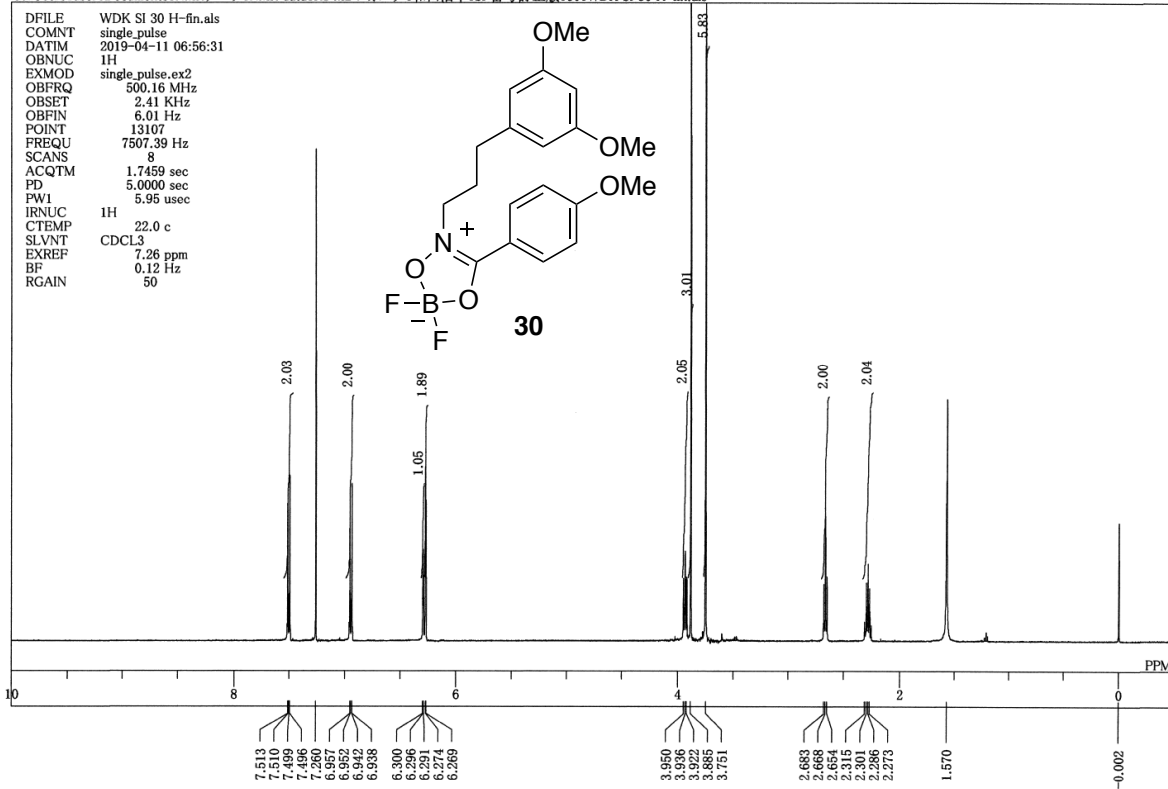 DFILE WDK SI 30 H-fin.als
COMNT single_pulse
DATIM 2019-04-11 06:56:31
OBNUC 1H
EXMOD single_pulse.ex2
OBFRQ 500.16 MHz
OBSET 2.41 KHz
OBFIN 6.01 Hz
POINT 13107
FREQU 7507.39 Hz
SCANS 8
ACQTM 1.7459 sec
PD 5.0000 sec
PW1 5.95 usec
IRNUC 1H
CTEMP 22.0 c
SLVNT CDCL3
EXREF 7.26 ppm
BF 0.12 Hz
RGAIN 50
OMe
OMe
OMe
N
+
O
O
F
B
−
F
30
2.03
2.00
1.05
1.89
2.05
3.01
5.83
2.00
2.04
PPM
10 8 6 4 2 0
7.513
7.510
7.499
7.496
7.260
6.957
6.952
6.942
6.938
6.300
6.296
6.291
6.274
6.269
3.950
3.936
3.922
3.885
3.751
2.683
2.668
2.654
2.315
2.301
2.286
2.273
1.570
-0.002